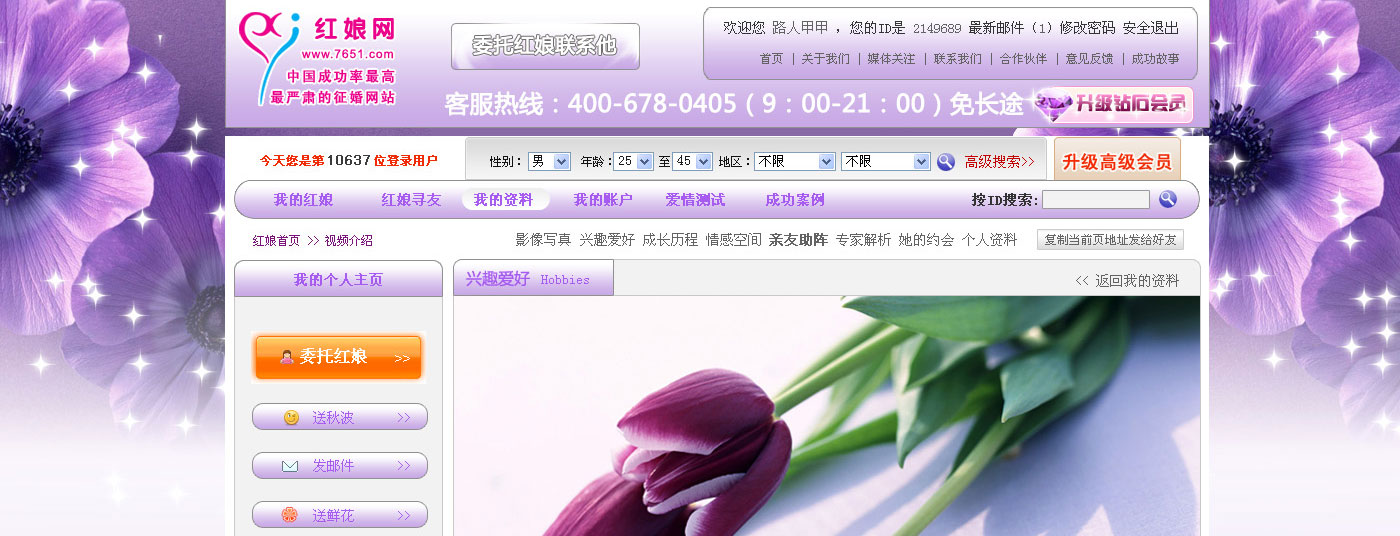 红娘网
www.7651.com
中国成功率最高
最严肃的征婚网站
委托红娘联系他
欢迎您 路人甲甲 ，您的ID是 2149689 最新邮件（1）修改密码 安全退出
首页 | 关于我们 | 媒体关注 | 联系我们 | 合作伙伴 | 意见反馈 | 成功故事
客服热线：400-678-0405（9：00-21：00）免长途
升级钻石会员
今天您是第10637位登录用户
性别： 男 年龄：25 至 45 地区： 不限 不限 高级搜索>>
升级高级会员
我的红娘 红娘寻友 我的资料 我的账户 爱情测试 成功案例 按ID搜索：
红娘首页 >> 视频介绍
影像写真 兴趣爱好 成长历程 情感空间 亲友助阵 专家解析 她的约会 个人资料 复制当前页地址发给好友
我的个人主页
兴趣爱好 Hobbies
<< 返回我的资料
委托红娘 >>
送秋波 >>
发邮件 >>
送鲜花 >>